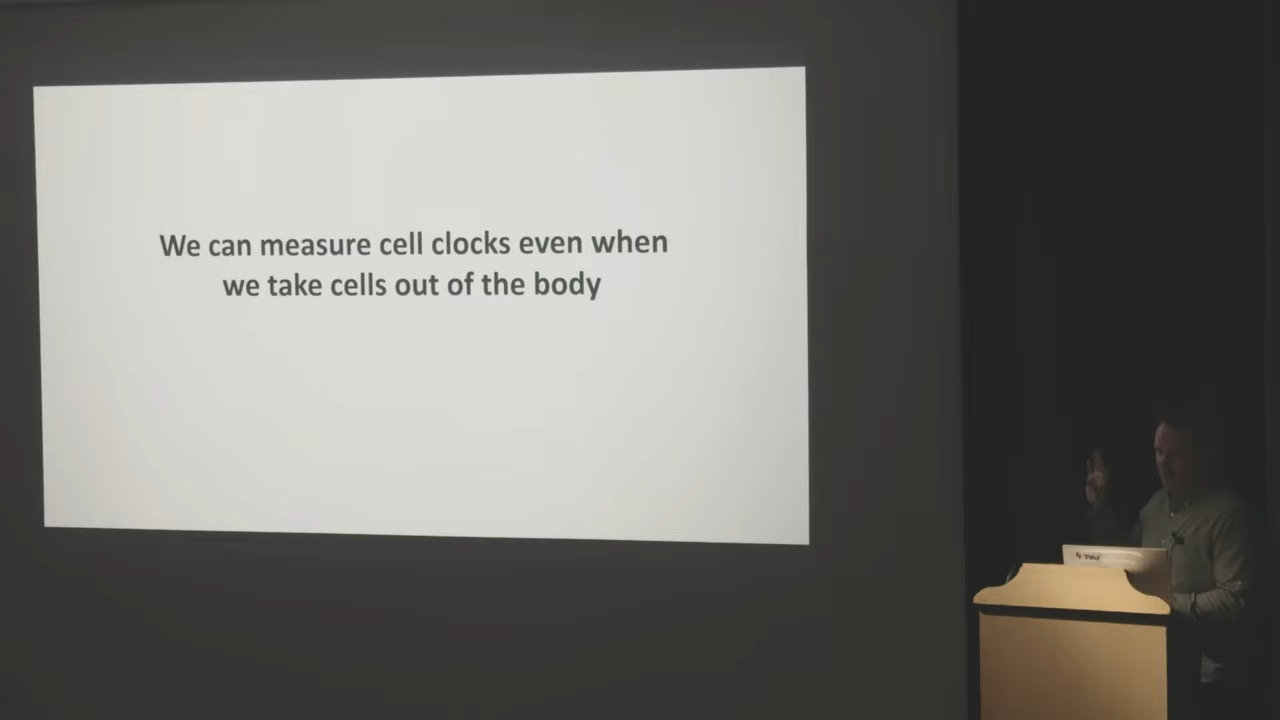 We can measure cell clocks even when
we take cells out of the body